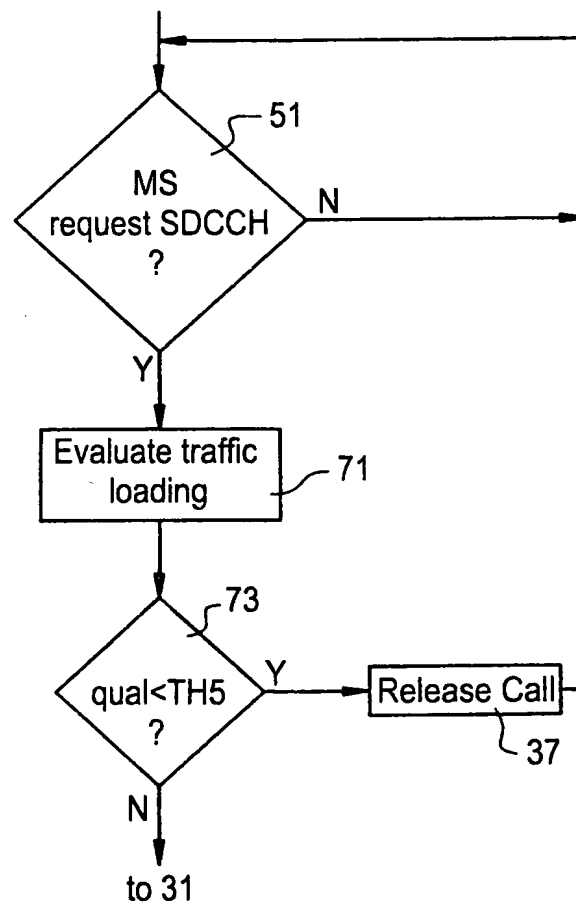 51
MS
request SDCCH
?
N
Y
Evaluate traffic
loading
71
73
qual<TH5
?
Y
Release Call
37
N
to 31